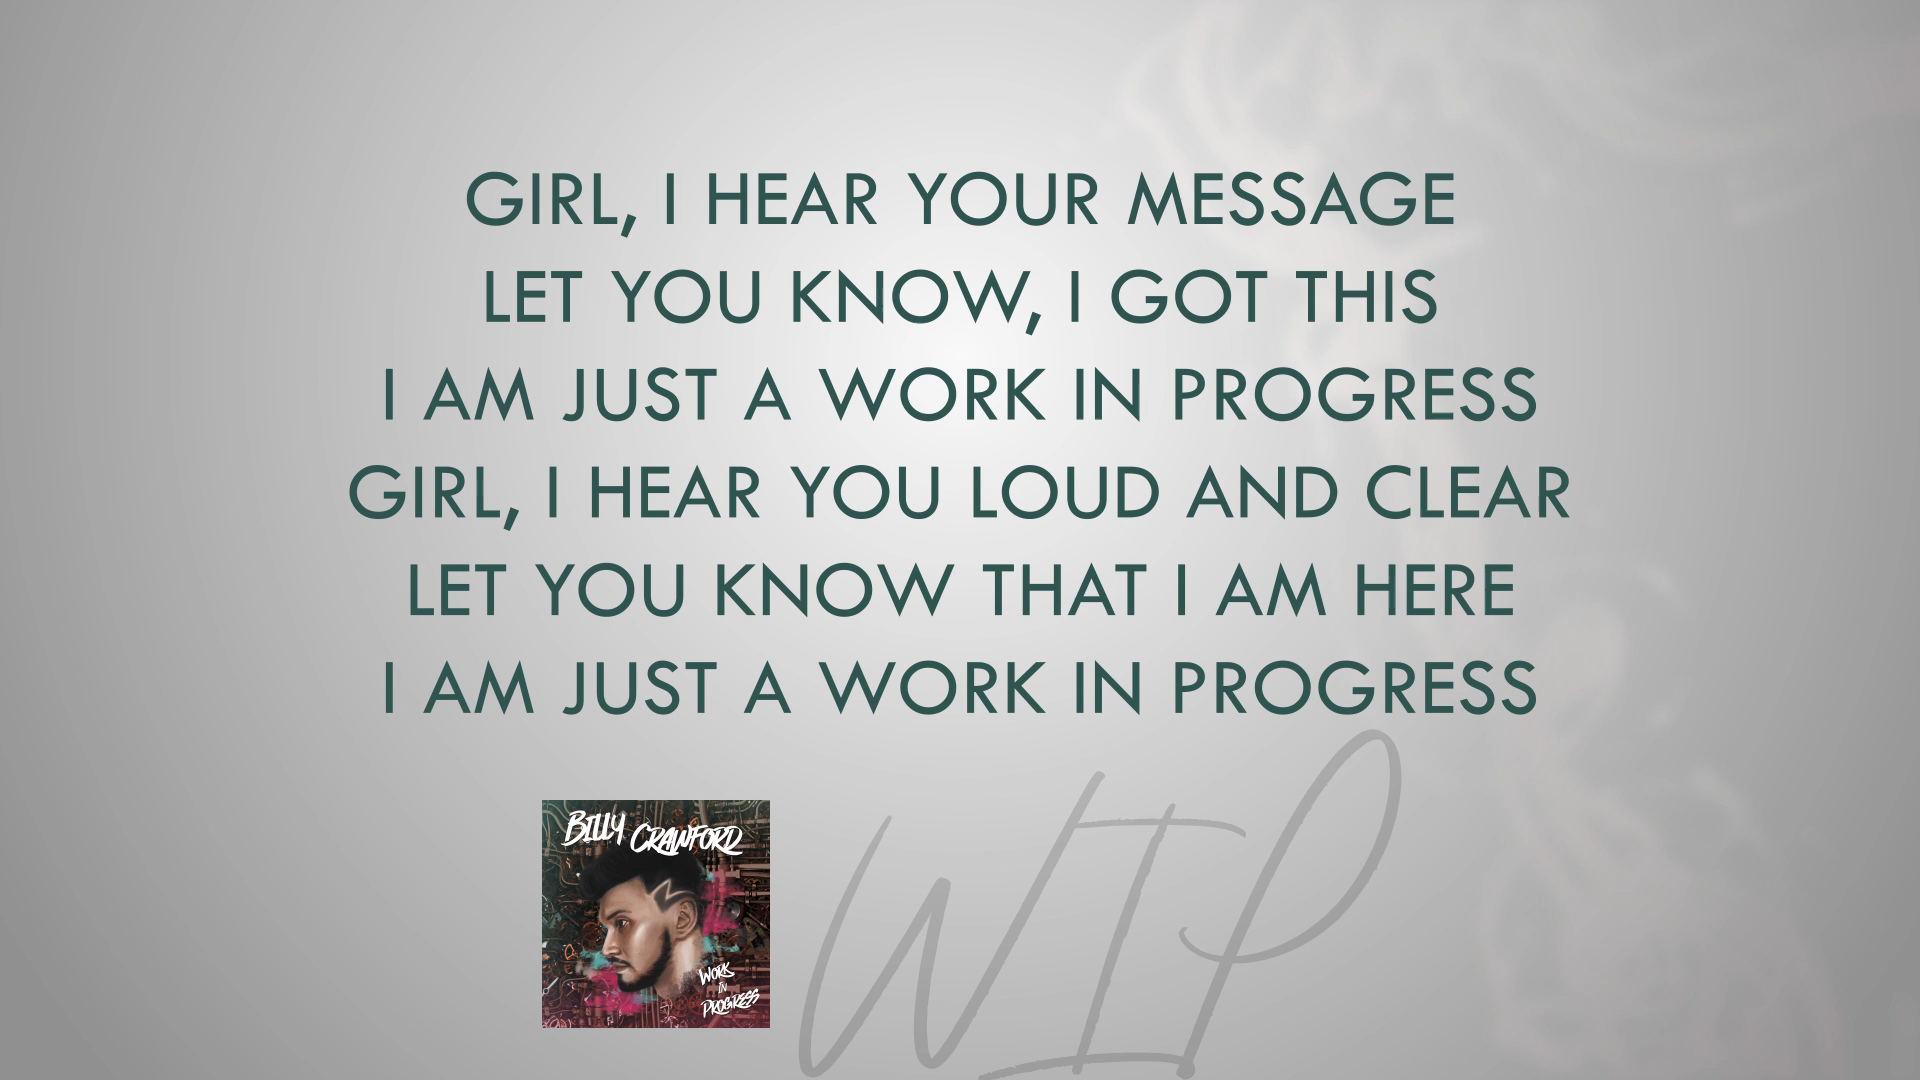 GIRL, I HEAR YOUR MESSAGE
LET YOU KNOW, I GOT THIS
I AM JUST A WORK IN PROGRESS
GIRL, I HEAR YOU LOUD AND CLEAR
LET YOU KNOW THAT I AM HERE
I AM JUST A WORK IN PROGRESS
BILLY CRAWFORD
WORK
IN
PROGRESS
WIP